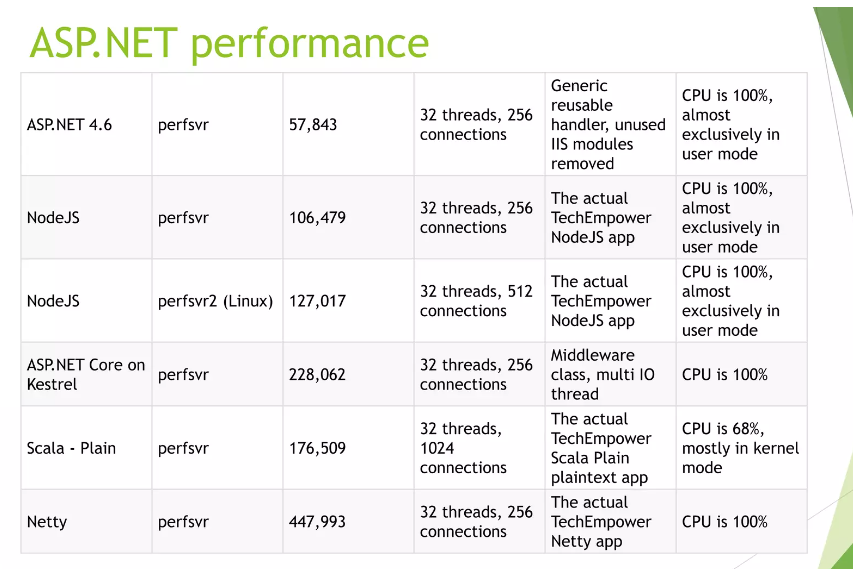 ASP.NET performance
ASP.NET 4.6
perfsvr
57,843
32 threads, 256
connections
Generic
reusable
handler, unused
IIS modules
removed
CPU is 100%,
almost
exclusively in
user mode
NodeJS
perfsvr
106,479
32 threads, 256
connections
The actual
TechEmpower
NodeJS app
CPU is 100%,
almost
exclusively in
user mode
NodeJS
perfsvr2 (Linux)
127,017
32 threads, 512
connections
The actual
TechEmpower
NodeJS app
CPU is 100%,
almost
exclusively in
user mode
ASP.NET Core on
Kestrel
perfsvr
228,062
32 threads, 256
connections
Middleware
class, multi IO
thread
CPU is 100%
Scala - Plain
perfsvr
176,509
32 threads,
1024
connections
The actual
TechEmpower
Scala Plain
plaintext app
CPU is 68%,
mostly in kernel
mode
Netty
perfsvr
447,993
32 threads, 256
connections
The actual
TechEmpower
Netty app
CPU is 100%